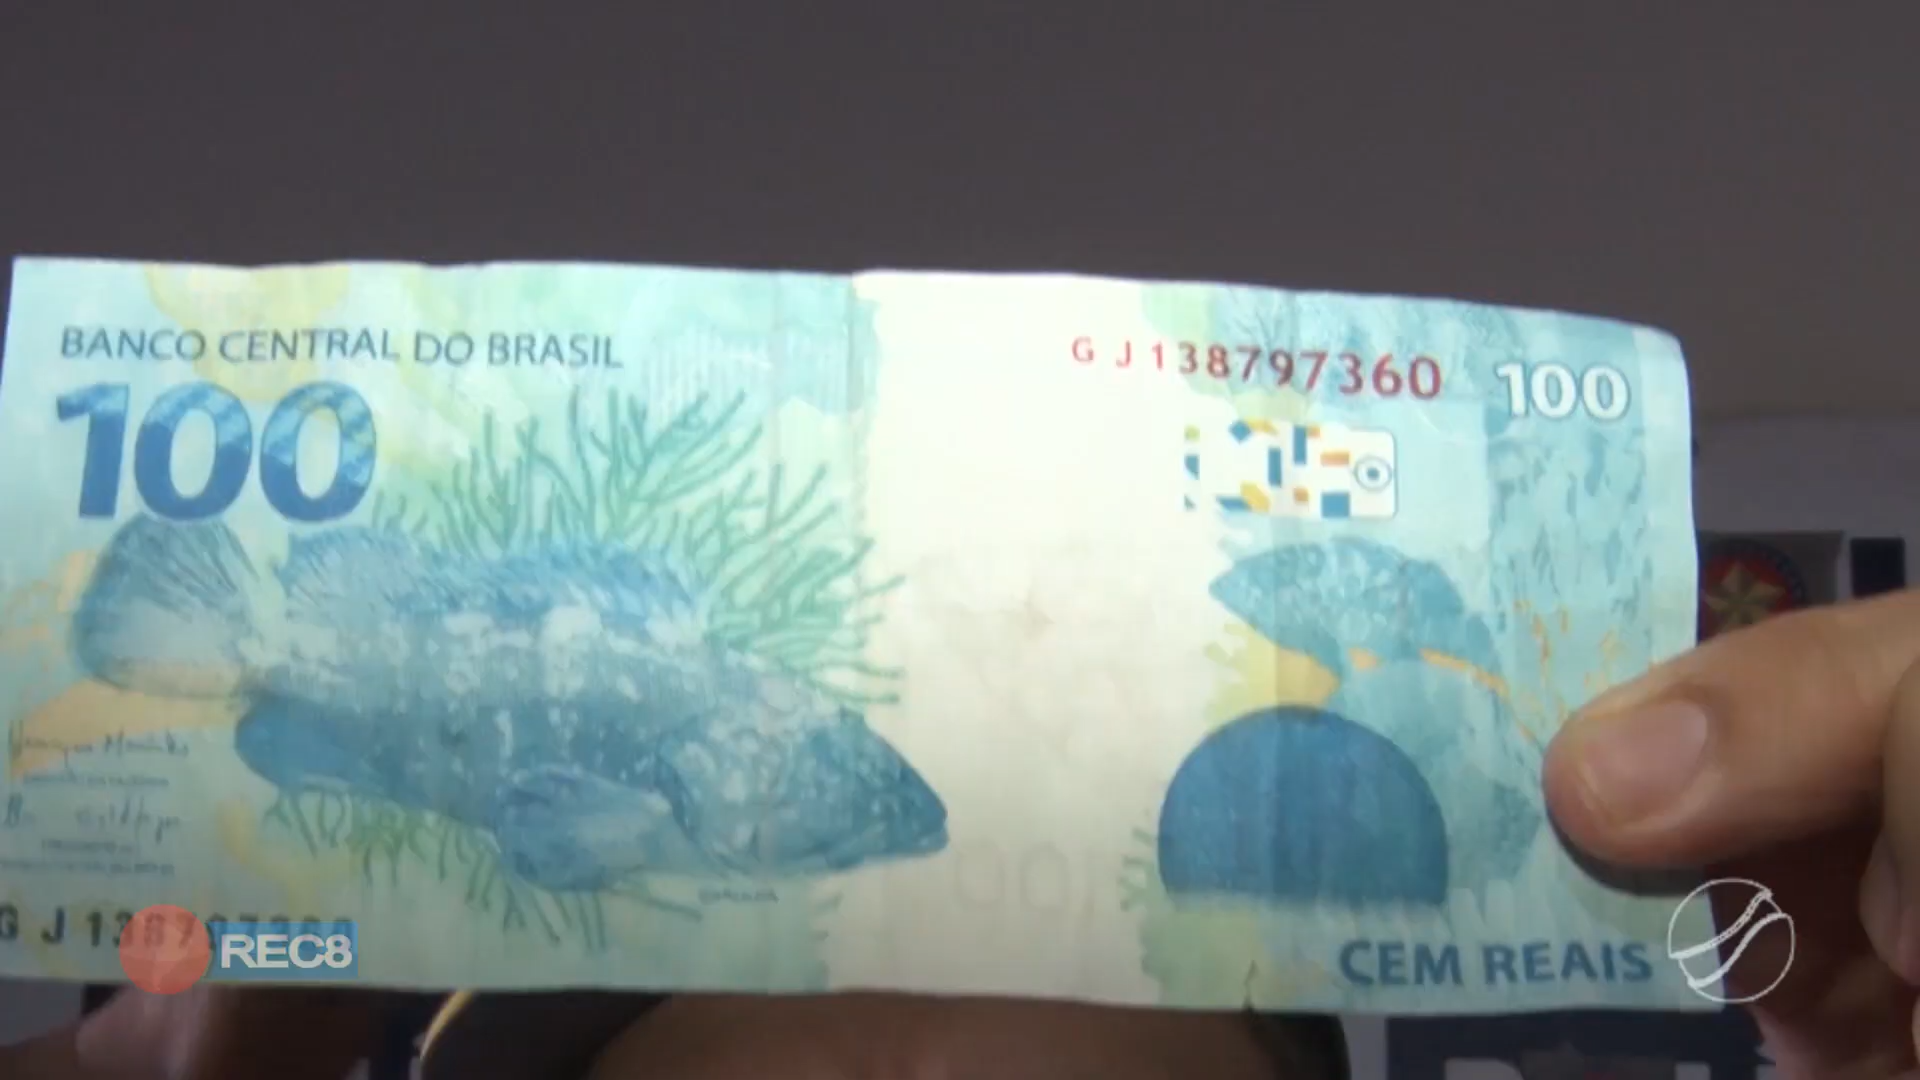 BANCO CENTRAL DO BRASIL
100
G J 138797360
100
CEM REAIS
REC8